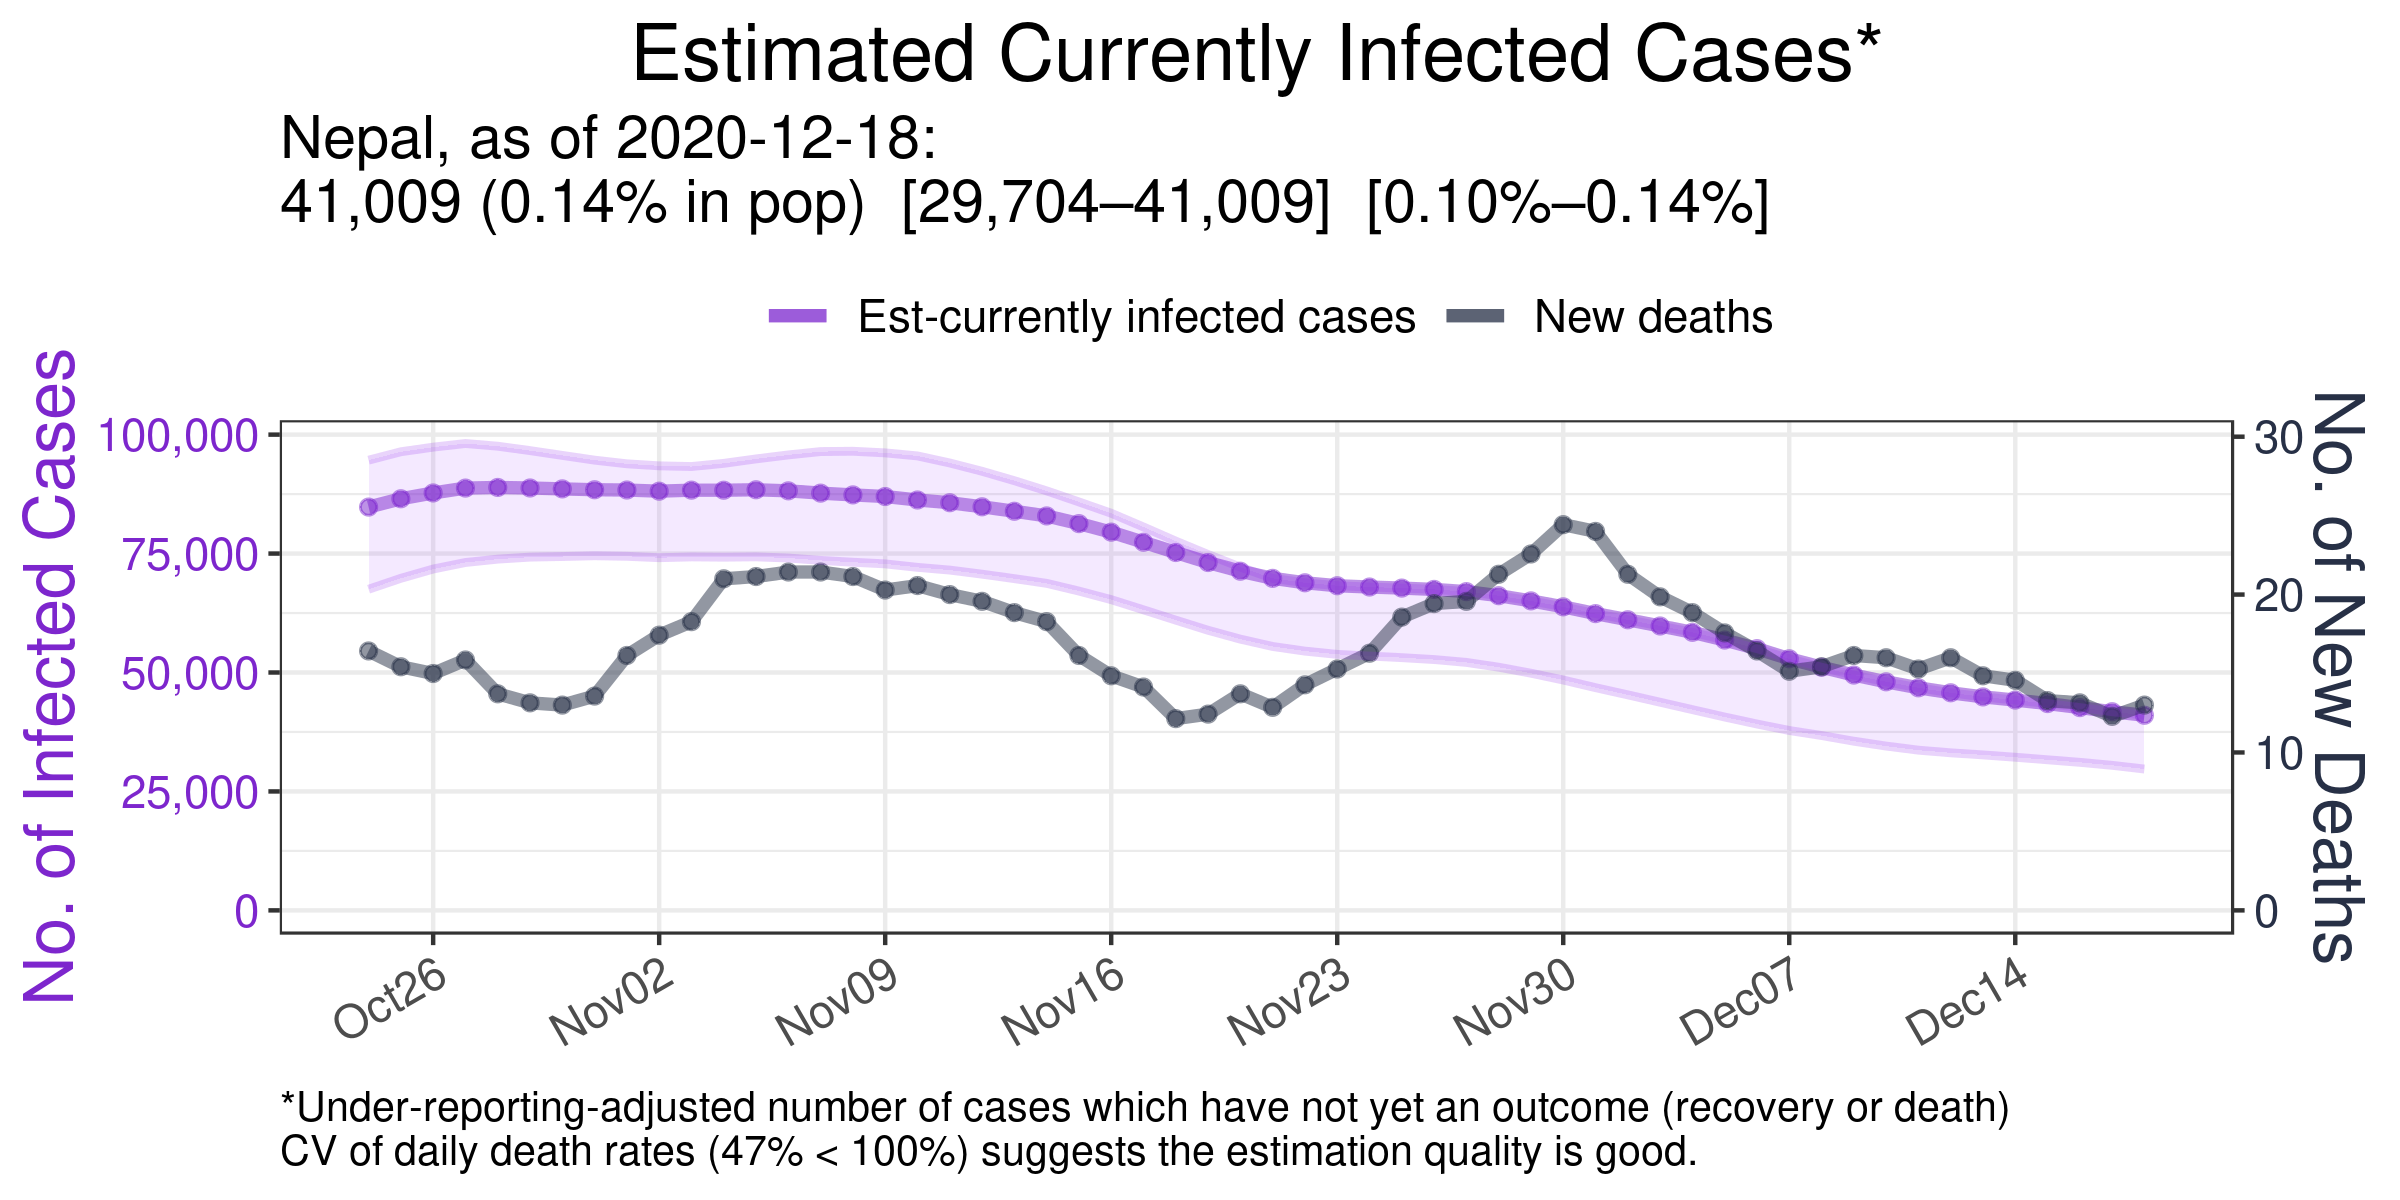 Estimated Currently Infected Cases*
Nepal, as of 2020-12-18:
41,009 (0.14% in pop)  [29,704–41,009]  [0.10%–0.14%]
Est-currently infected cases
New deaths
No. of Infected Cases
100,000
75,000
50,000
25,000
0
30
20
10
0
No. of New Deaths
Oct26
Nov02
Nov09
Nov16
Nov23
Nov30
Dec07
Dec14
*Under-reporting-adjusted number of cases which have not yet an outcome (recovery or death)
CV of daily death rates (47% < 100%) suggests the estimation quality is good.